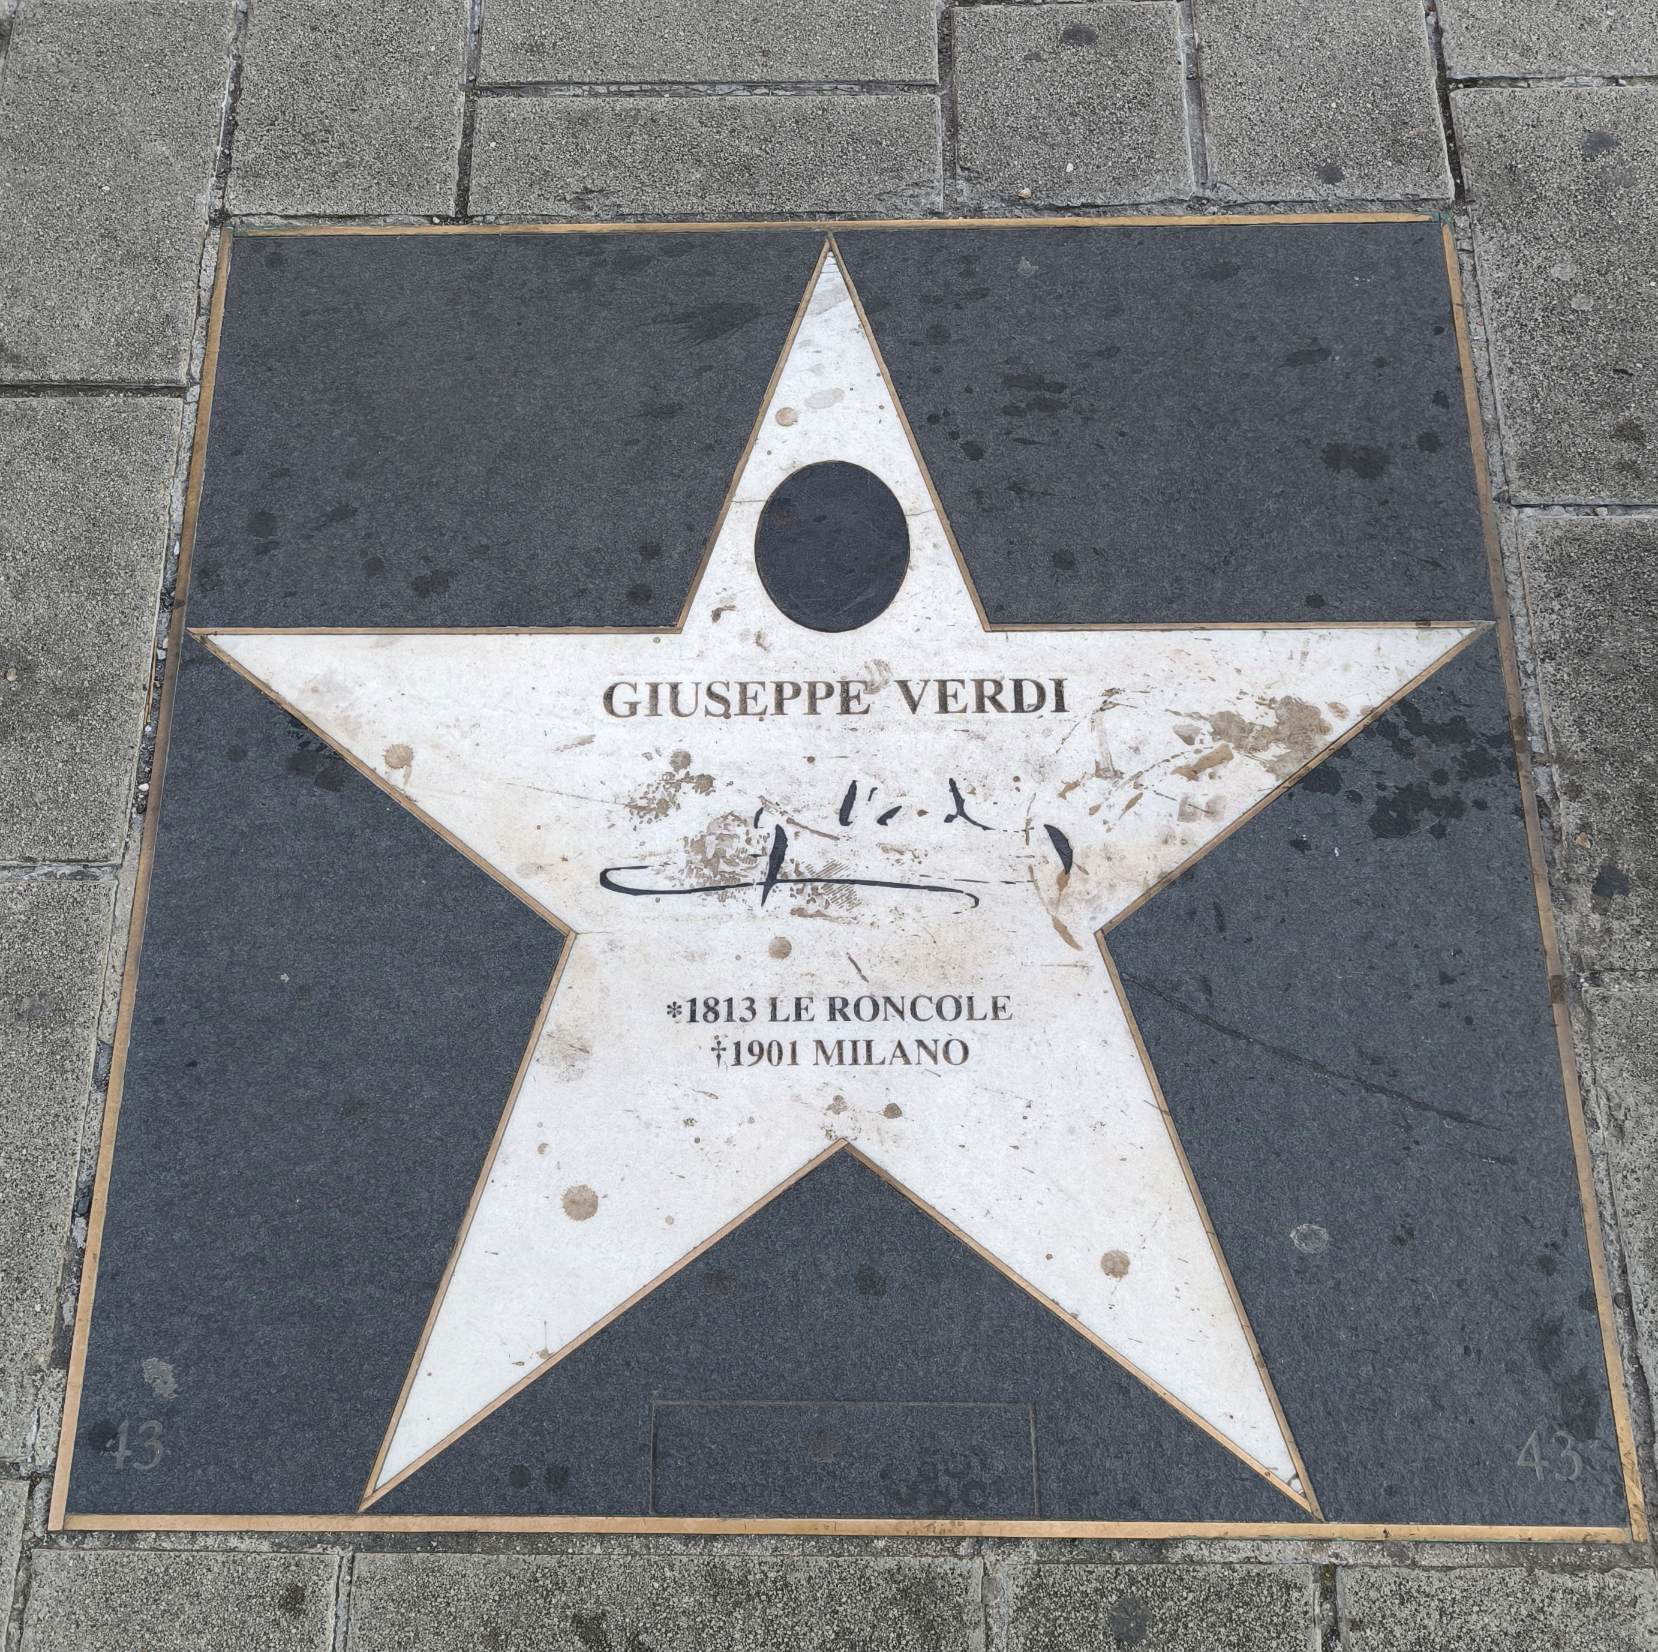 GIUSEPPE VERDI
*1813 LE RONCOLE
†1901 MILANO
43 43